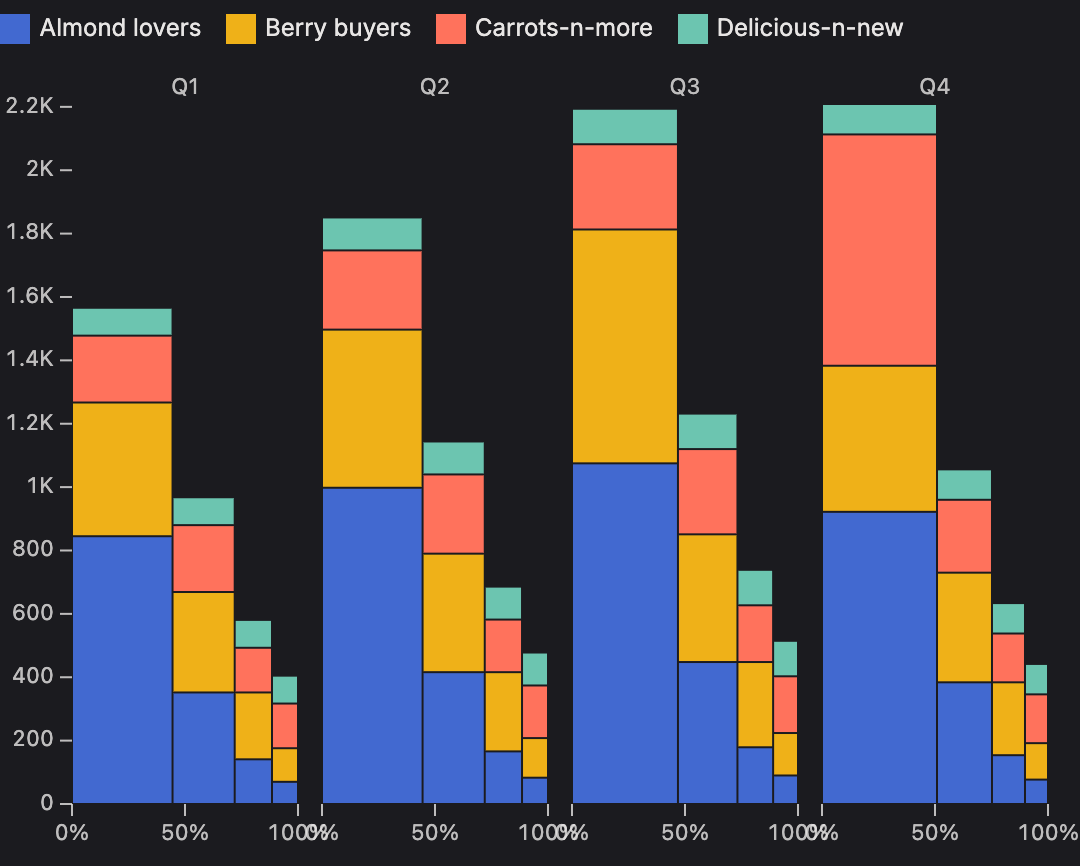 Almond lovers Berry buyers Carrots-n-more Delicious-n-new
Q1 Q2 Q3 Q4
2.2K
2K
1.8K
1.6K
1.4K
1.2K
1K
800
600
400
200
0
0% 50% 100% 0% 50% 100% 0% 50% 100% 0% 50% 100%